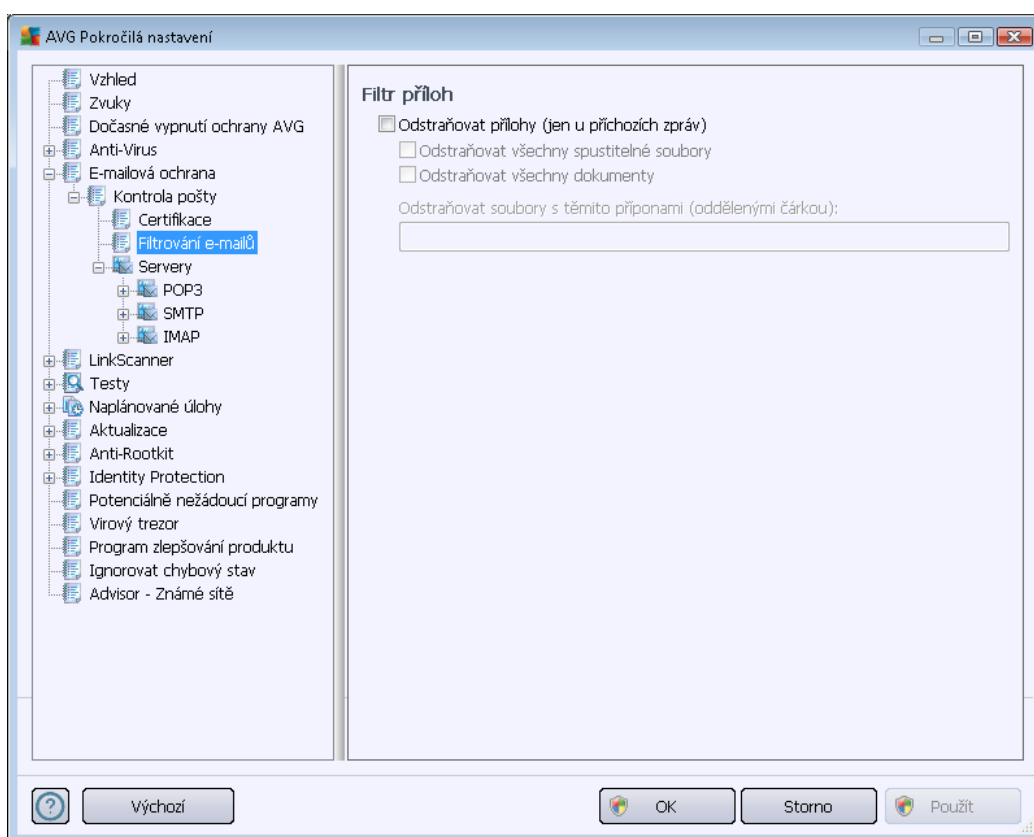 AVG Pokročilá nastavení
Vzhled
Zvuky
Dočasné vypnutí ochrany AVG
Anti-Virus
E-mailová ochrana
Kontrola pošty
Certifikace
Filtrování e-mailů
Servery
POP3
SMTP
IMAP
LinkScanner
Testy
Naplánované úlohy
Aktualizace
Anti-Rootkit
Identity Protection
Potenciálně nežádoucí programy
Virový trezor
Program zlepšování produktu
Ignorovat chybový stav
Advisor - Známé sítě
Filtr příloh
Odstraňovat přílohy (jen u příchozích zpráv)
Odstraňovat všechny spustitelné soubory
Odstraňovat všechny dokumenty
Odstraňovat soubory s těmito příponami (oddělenými čárkou):
?
Výchozí
OK
Storno
Použít